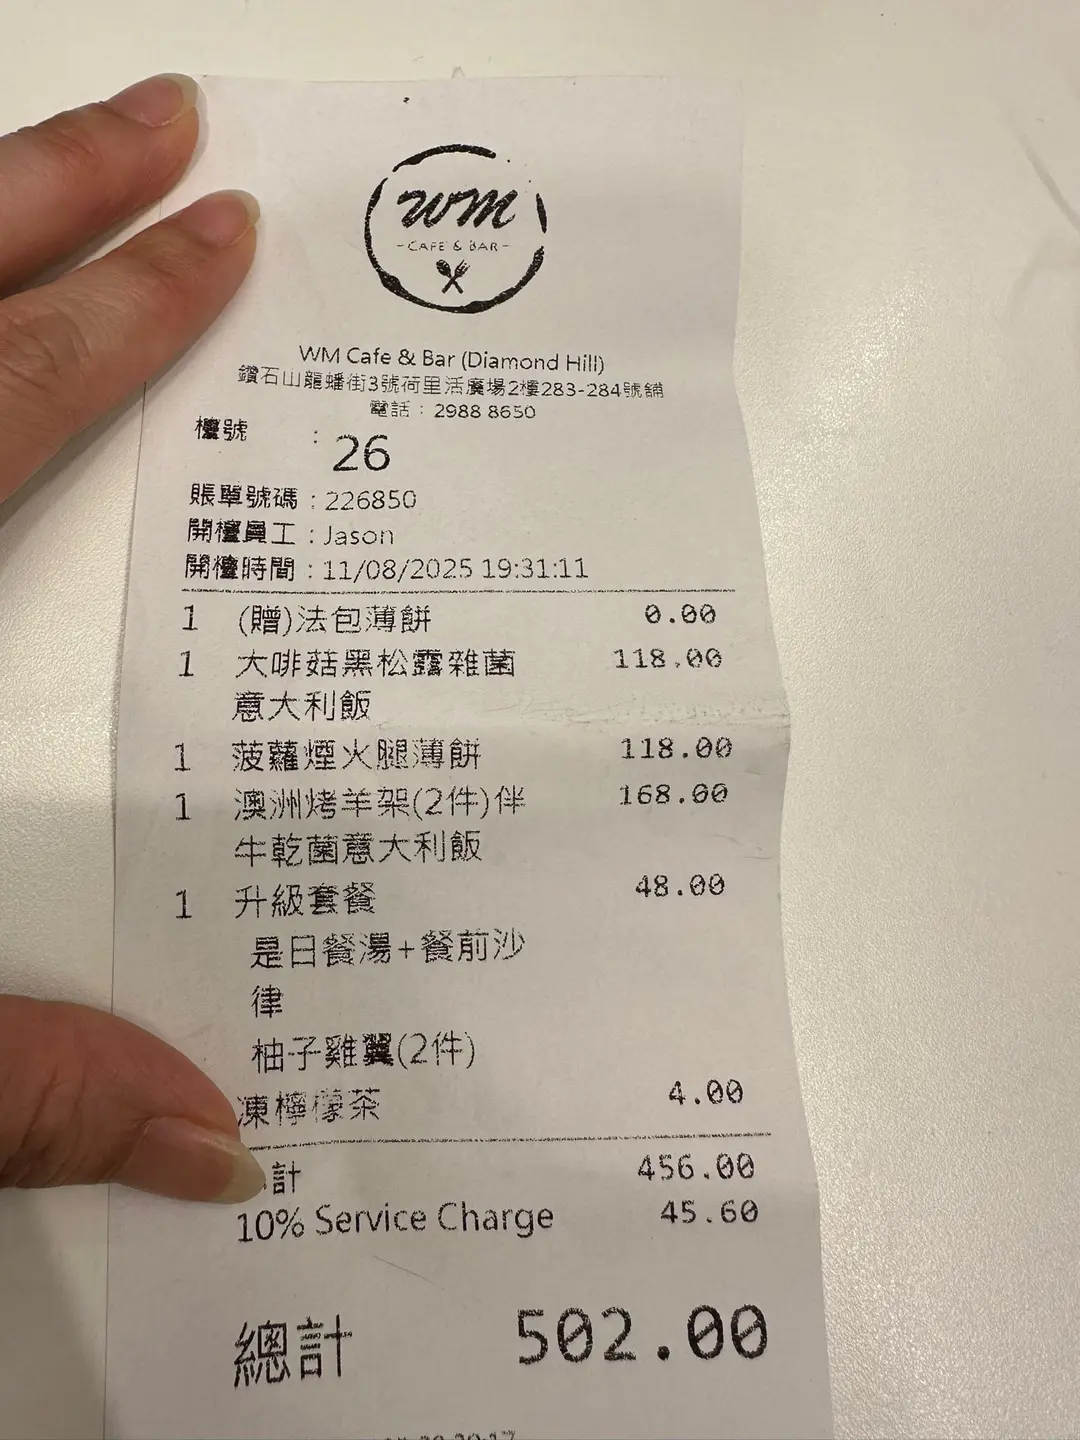 wm
- CAFE & BAR -
WM Cafe & Bar (Diamond Hill)
鑽石山龍蟠街3號荷里活廣場2樓283-284號舖
電話：2988 8650
檯號 : 26
賬單號碼 : 226850
開檯員工 : Jason
開檯時間 : 11/08/2025 19:31:11
1 (贈)法包薄餅 0.00
1 大啡菇黑松露雜菌 118.00
意大利飯
1 菠蘿煙火腿薄餅 118.00
1 澳洲烤羊架(2件)伴 168.00
牛乾菌意大利飯
1 升級套餐 48.00
是日餐湯+餐前沙
律
柚子雞翼(2件)
凍檸檬茶 4.00
計 456.00
10% Service Charge 45.60
總計 502.00